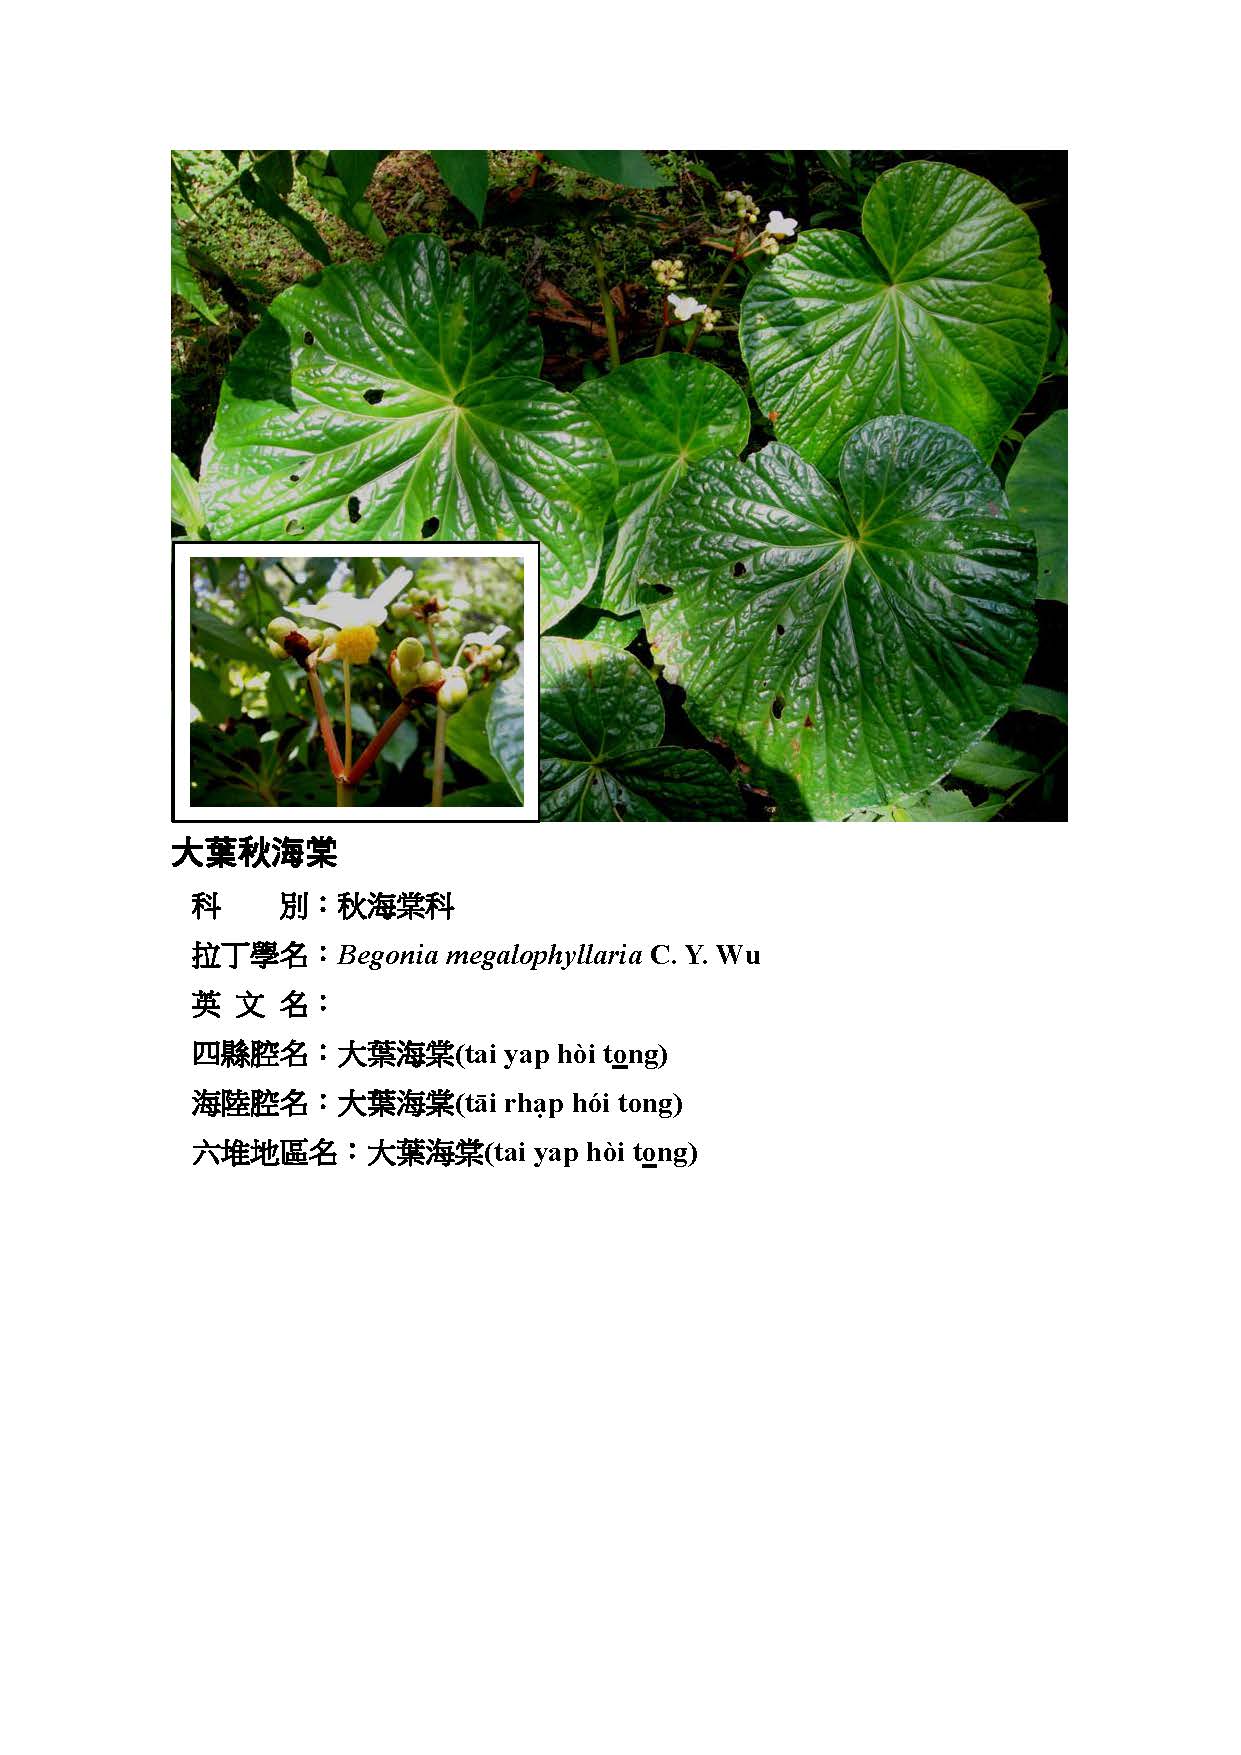 大葉秋海棠
科　　別：秋海棠科
拉丁學名：Begonia megalophyllaria C. Y. Wu
英 文 名：
四縣腔名：大葉海棠(tai yap hòi to̲ng)
海陸腔名：大葉海棠(tāi rhạp hói tong)
六堆地區名：大葉海棠(tai yap hòi to̲ng)